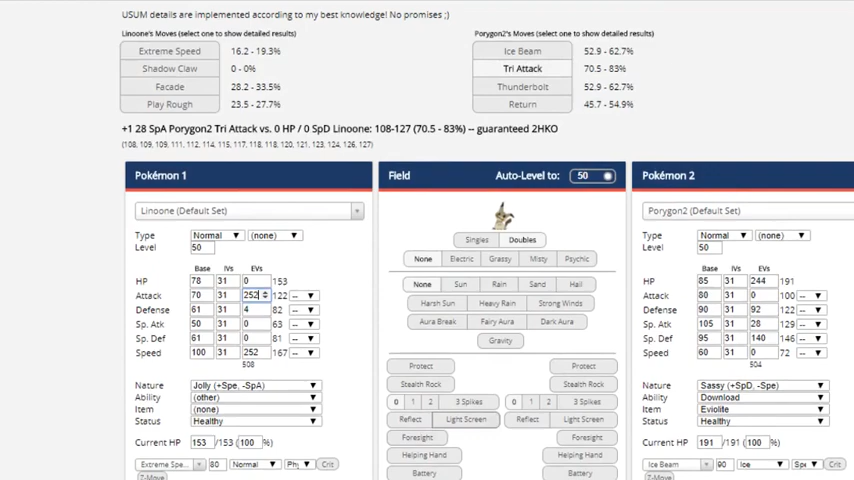 USUM details are implemented according to my best knowledge! No promises ;)
Linoone's Moves (select one to show detailed results)
Extreme Speed 16.2 - 19.3%
Shadow Claw 0 - 0%
Facade 28.2 - 33.5%
Play Rough 23.5 - 27.7%
Porygon2's Moves (select one to show detailed results)
Ice Beam 52.9 - 62.7%
Tri Attack 70.5 - 83%
Thunderbolt 52.9 - 62.7%
Return 45.7 - 54.9%
+1 28 SpA Porygon2 Tri Attack vs. 0 HP / 0 SpD Linoone: 108-127 (70.5 - 83%) -- guaranteed 2HKO
(108, 109, 109, 111, 112, 114, 115, 117, 118, 118, 120, 121, 123, 124, 126, 127)
Pokémon 1
Linoone (Default Set)
Type Normal (none)
Level 50
Base IVs EVs
HP 78 31 0 153
Attack 70 31 252 122 --
Defense 61 31 4 82 --
Sp. Atk 50 31 0 63 --
Sp. Def 61 31 0 81 --
Speed 100 31 252 167 --
508
Nature Jolly (+Spe, -SpA)
Ability (other)
Item (none)
Status Healthy
Current HP 153 /153 (100 %)
Extreme Spe... 80 Normal Crit
Z-Move
Field Auto-Level to: 50
Singles Doubles
None Electric Grassy Misty Psychic
None Sun Rain Sand Hail
Harsh Sun Heavy Rain Strong Winds
Aura Break Fairy Aura Dark Aura
Gravity
Protect Protect
Stealth Rock Stealth Rock
0 1 2 3 Spikes 0 1 2 3 Spikes
Reflect Light Screen Reflect Light Screen
Foresight Foresight
Helping Hand Helping Hand
Battery Battery
Pokémon 2
Porygon2 (Default Set)
Type Normal (none)
Level 50
Base IVs EVs
HP 85 31 244 191
Attack 80 31 0 100 --
Defense 90 31 92 122 --
Sp. Atk 105 31 28 129 --
Sp. Def 95 31 140 146 --
Speed 60 31 0 72 --
504
Nature Sassy (+SpD, -Spe)
Ability Download
Item Eviolite
Status Healthy
Current HP 191 /191 (100 %)
Ice Beam 90 Ice Crit
Z-Move